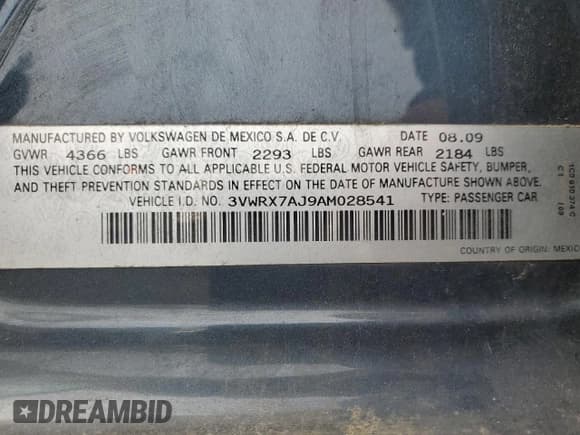 MANUFACTURED BY VOLKSWAGEN DE MEXICO S.A. DE C.V. DATE 08.09
GVWR 4366 LBS GAWR FRONT 2293 LBS GAWR REAR 2184 LBS
THIS VEHICLE CONFORMS TO ALL APPLICABLE U.S. FEDERAL MOTOR VEHICLE SAFETY, BUMPER,
AND THEFT PREVENTION STANDARDS IN EFFECT ON THE DATE OF MANUFACTURE SHOWN ABOVE.
VEHICLE I.D. NO. 3VWRX7AJ9AM028541 TYPE: PASSENGER CAR
COUNTRY OF ORIGIN: MEXICO
DREAMBID